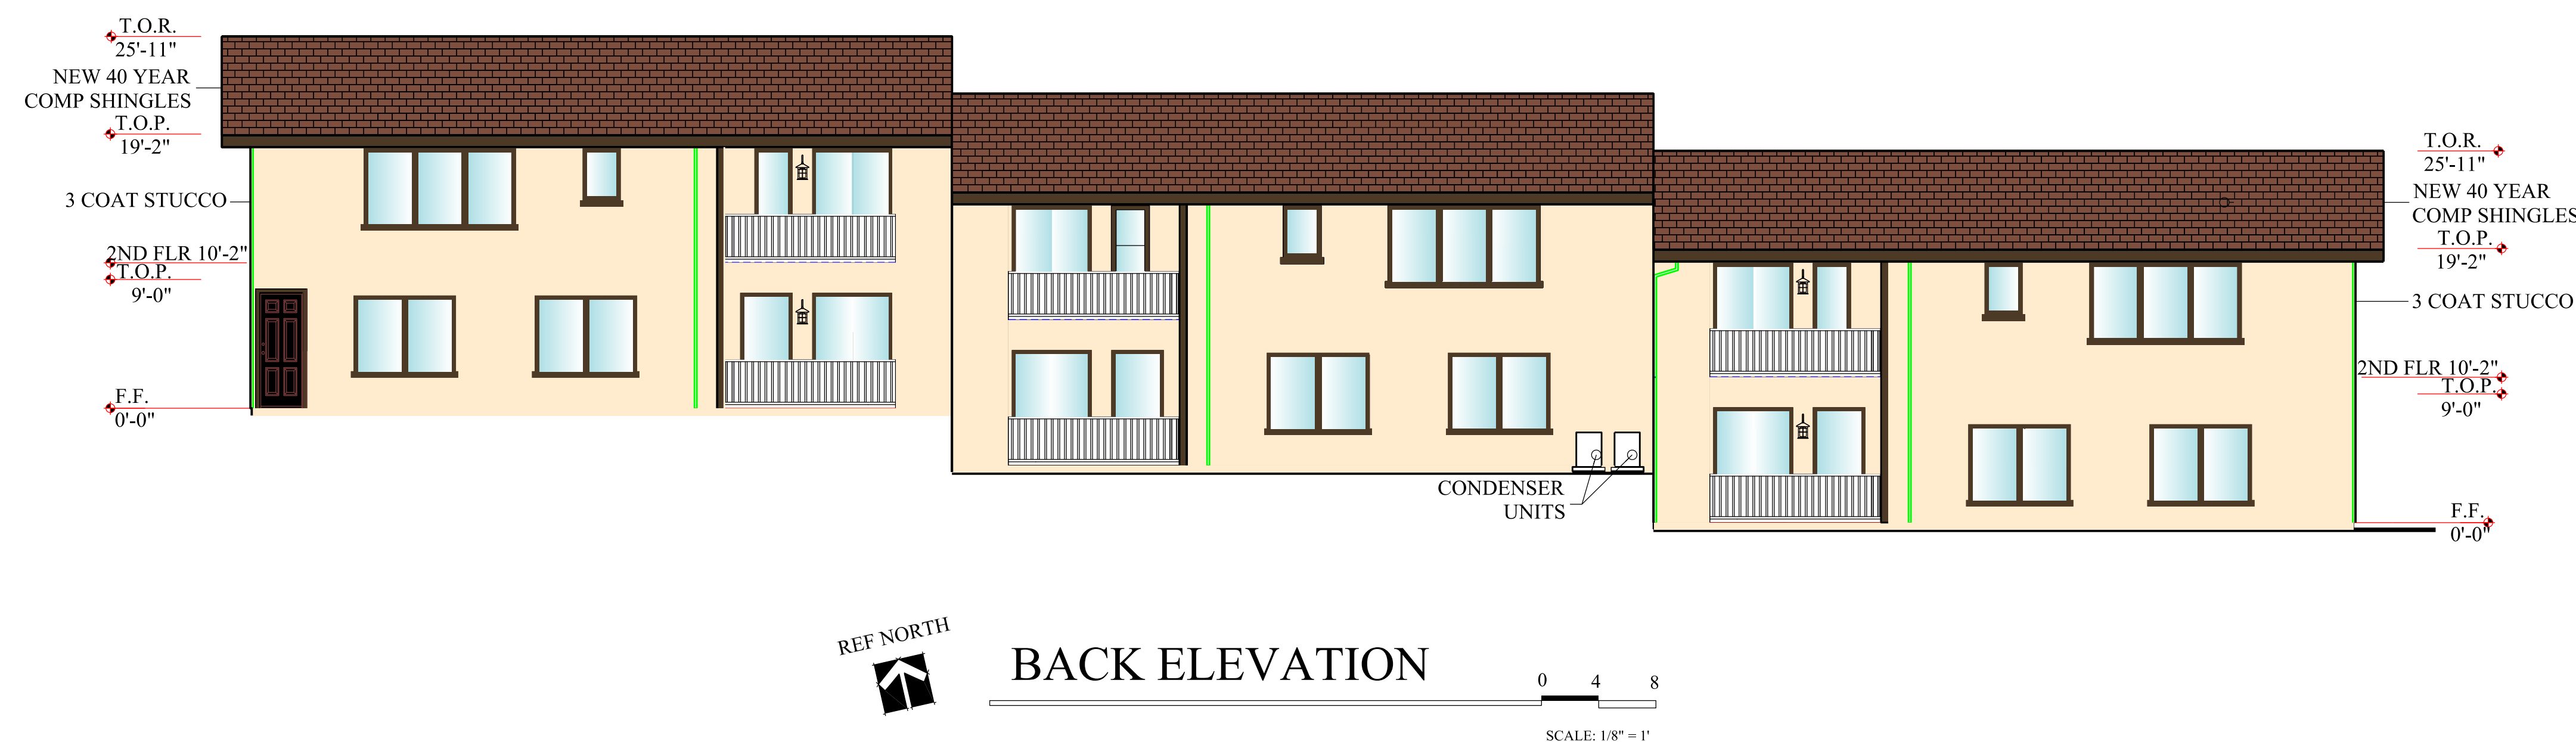 T.O.R.
25'-11"
NEW 40 YEAR
COMP SHINGLES
T.O.P.
19'-2"
3 COAT STUCCO
2ND FLR 10'-2"
T.O.P.
9'-0"
F.F.
0'-0"
T.O.R.
25'-11"
NEW 40 YEAR
COMP SHINGLES
T.O.P.
19'-2"
3 COAT STUCCO
2ND FLR 10'-2"
T.O.P.
9'-0"
F.F.
0'-0"
CONDENSER
UNITS
REF NORTH
BACK ELEVATION
0 4 8
SCALE: 1/8" = 1'